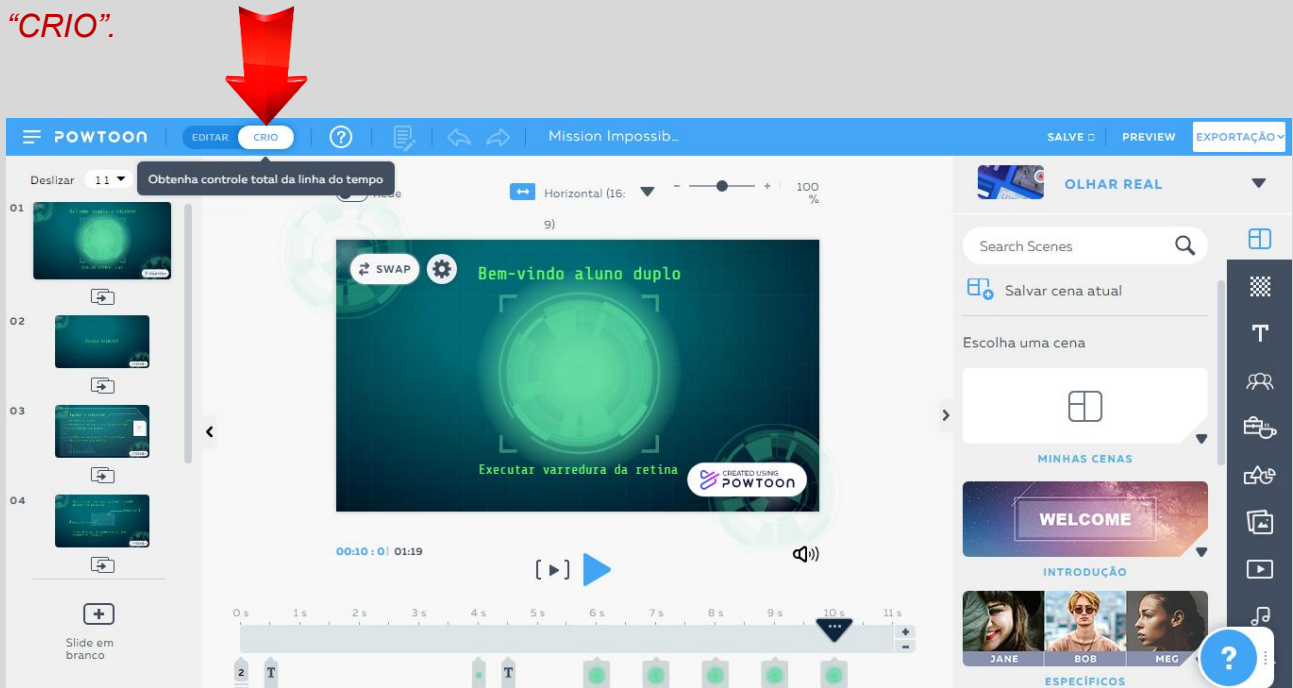 “CRIO”.
POWTOON
EDITAR
CRIO
?
Mission Impossib…
SALVE
PREVIEW
EXPORTAÇÃO
Obtenha controle total da linha do tempo
Deslizar 11
Horizontal (16:
9)
100
%
01
02
03
04
SWAP
Bem-vindo aluno duplo
Executar varredura da retina
CREATED USING
POWTOON
00:10 : 0 | 01:19
0 s 1 s 2 s 3 s 4 s 5 s 6 s 7 s 8 s 9 s 10 s 11 s
+
-
2 T T
Slide em
branco
OLHAR REAL
Search Scenes
Salvar cena atual
Escolha uma cena
MINHAS CENAS
WELCOME
INTRODUÇÃO
JANE BOB MEG
ESPECÍFICOS
T
?